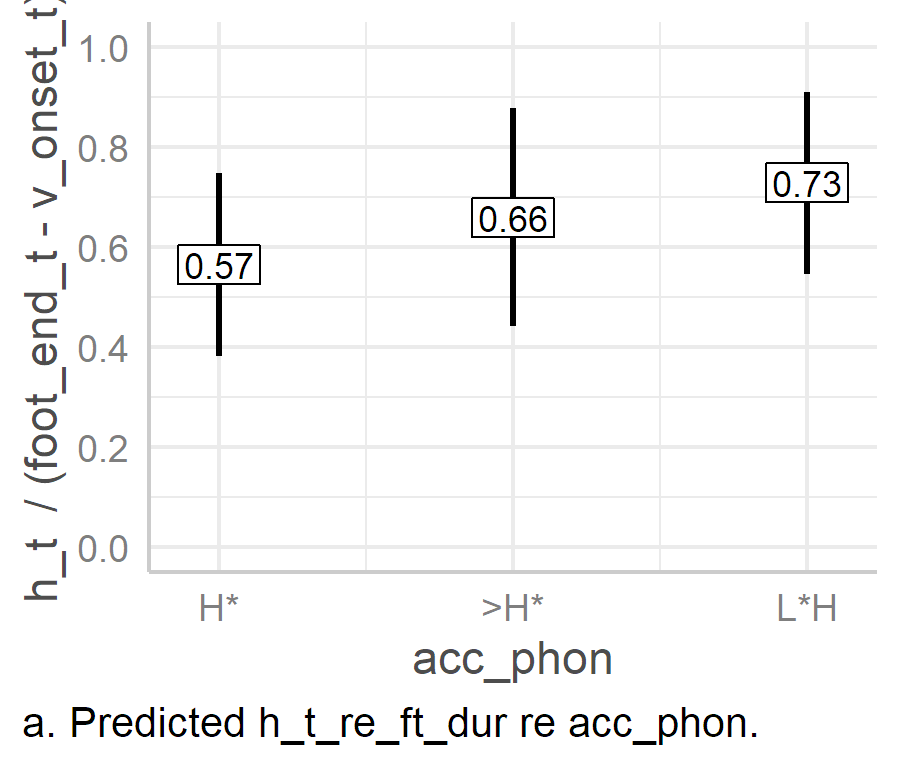 h_t / (foot_end_t - v_onset_t)
1.0
0.8
0.6
0.4
0.2
0.0
0.57
0.66
0.73
H*
>H*
L*H
acc_phon
a. Predicted h_t_re_ft_dur re acc_phon.